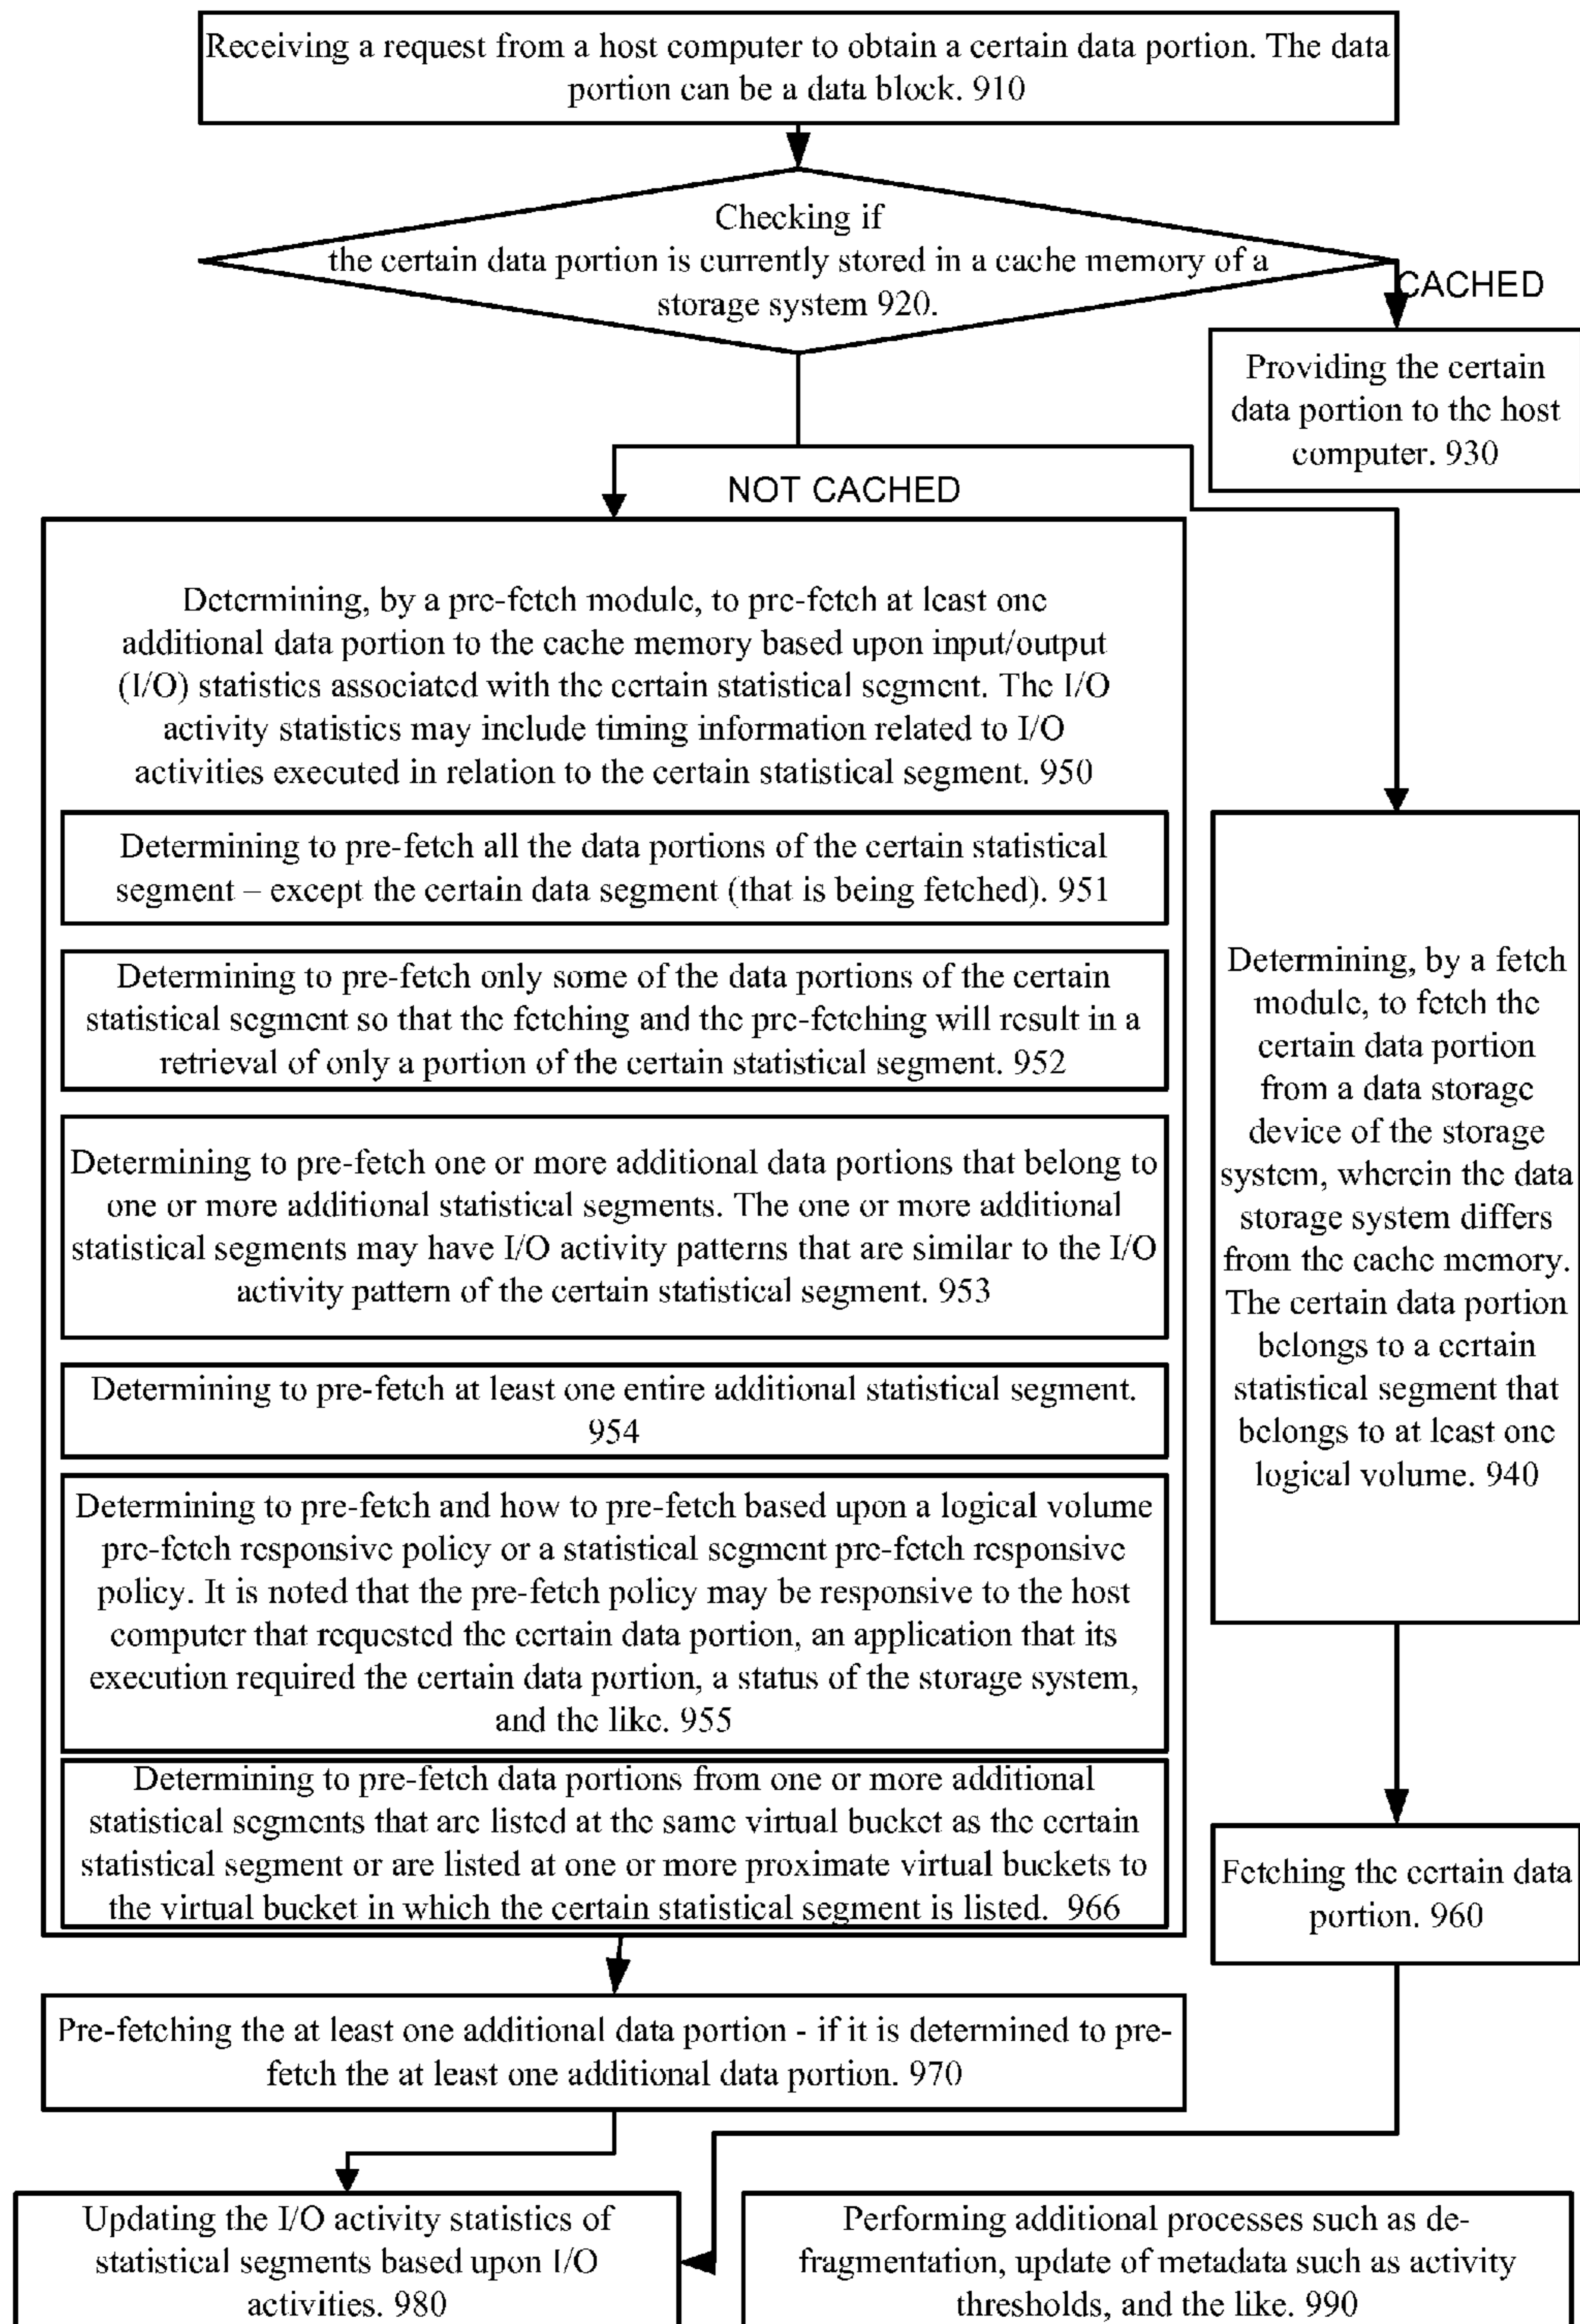 Receiving a request from a host computer to obtain a certain data portion. The data
portion can be a data block. 910
Checking if
the certain data portion is currently stored in a cache memory of a
storage system 920.
CACHED
Providing the certain
data portion to the host
computer. 930
NOT CACHED
Determining, by a pre-fetch module, to pre-fetch at least one
additional data portion to the cache memory based upon input/output
(I/O) statistics associated with the certain statistical segment. The I/O
activity statistics may include timing information related to I/O
activities executed in relation to the certain statistical segment. 950
Determining to pre-fetch all the data portions of the certain statistical
segment – except the certain data segment (that is being fetched). 951
Determining to pre-fetch only some of the data portions of the certain
statistical segment so that the fetching and the pre-fetching will result in a
retrieval of only a portion of the certain statistical segment. 952
Determining to pre-fetch one or more additional data portions that belong to
one or more additional statistical segments. The one or more additional
statistical segments may have I/O activity patterns that are similar to the I/O
activity pattern of the certain statistical segment. 953
Determining to pre-fetch at least one entire additional statistical segment.
954
Determining to pre-fetch and how to pre-fetch based upon a logical volume
pre-fetch responsive policy or a statistical segment pre-fetch responsive
policy. It is noted that the pre-fetch policy may be responsive to the host
computer that requested the certain data portion, an application that its
execution required the certain data portion, a status of the storage system,
and the like. 955
Determining to pre-fetch data portions from one or more additional
statistical segments that are listed at the same virtual bucket as the certain
statistical segment or are listed at one or more proximate virtual buckets to
the virtual bucket in which the certain statistical segment is listed. 966
Determining, by a fetch
module, to fetch the
certain data portion
from a data storage
device of the storage
system, wherein the data
storage system differs
from the cache memory.
The certain data portion
belongs to a certain
statistical segment that
belongs to at least one
logical volume. 940
Fetching the certain data
portion. 960
Pre-fetching the at least one additional data portion - if it is determined to pre-
fetch the at least one additional data portion. 970
Updating the I/O activity statistics of
statistical segments based upon I/O
activities. 980
Performing additional processes such as de-
fragmentation, update of metadata such as activity
thresholds, and the like. 990